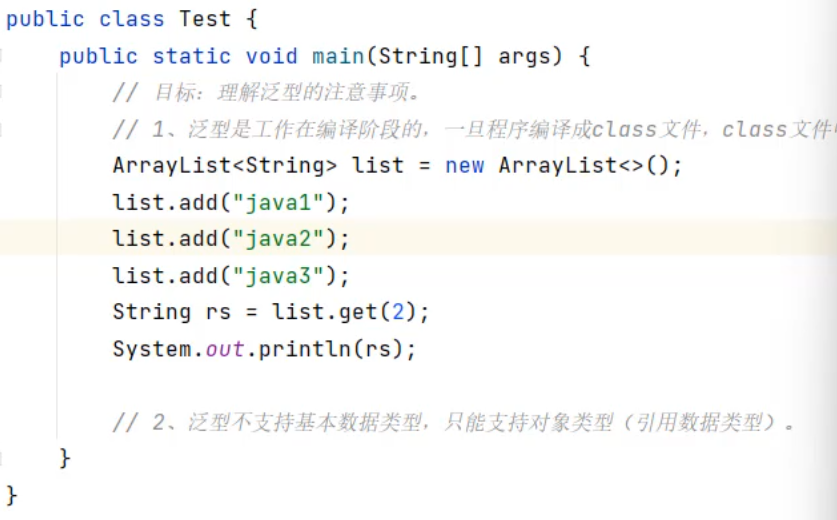 public class Test {
public static void main(String[] args) {
// 目标：理解泛型的注意事项。
// 1、泛型是工作在编译阶段的，一旦程序编译成class文件，class文件
ArrayList<String> list = new ArrayList<>();
list.add("java1");
list.add("java2");
list.add("java3");
String rs = list.get(2);
System.out.println(rs);
// 2、泛型不支持基本数据类型，只能支持对象类型（引用数据类型）。
}
}